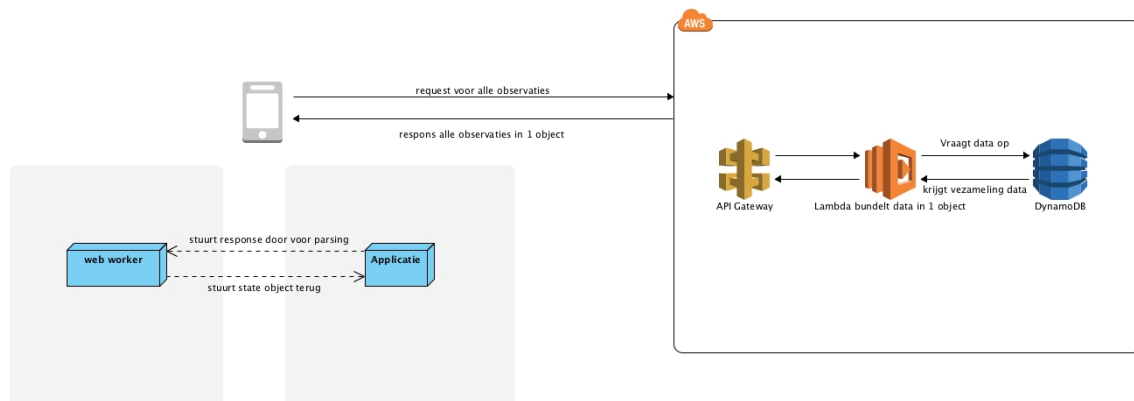 AWS
request voor alle observaties
respons alle observaties in 1 object
Vraagt data op
krijgt vezameling data
API Gateway
Lambda bundelt data in 1 object
DynamoDB
stuurt response door voor parsing
web worker
Applicatie
stuurt state object terug